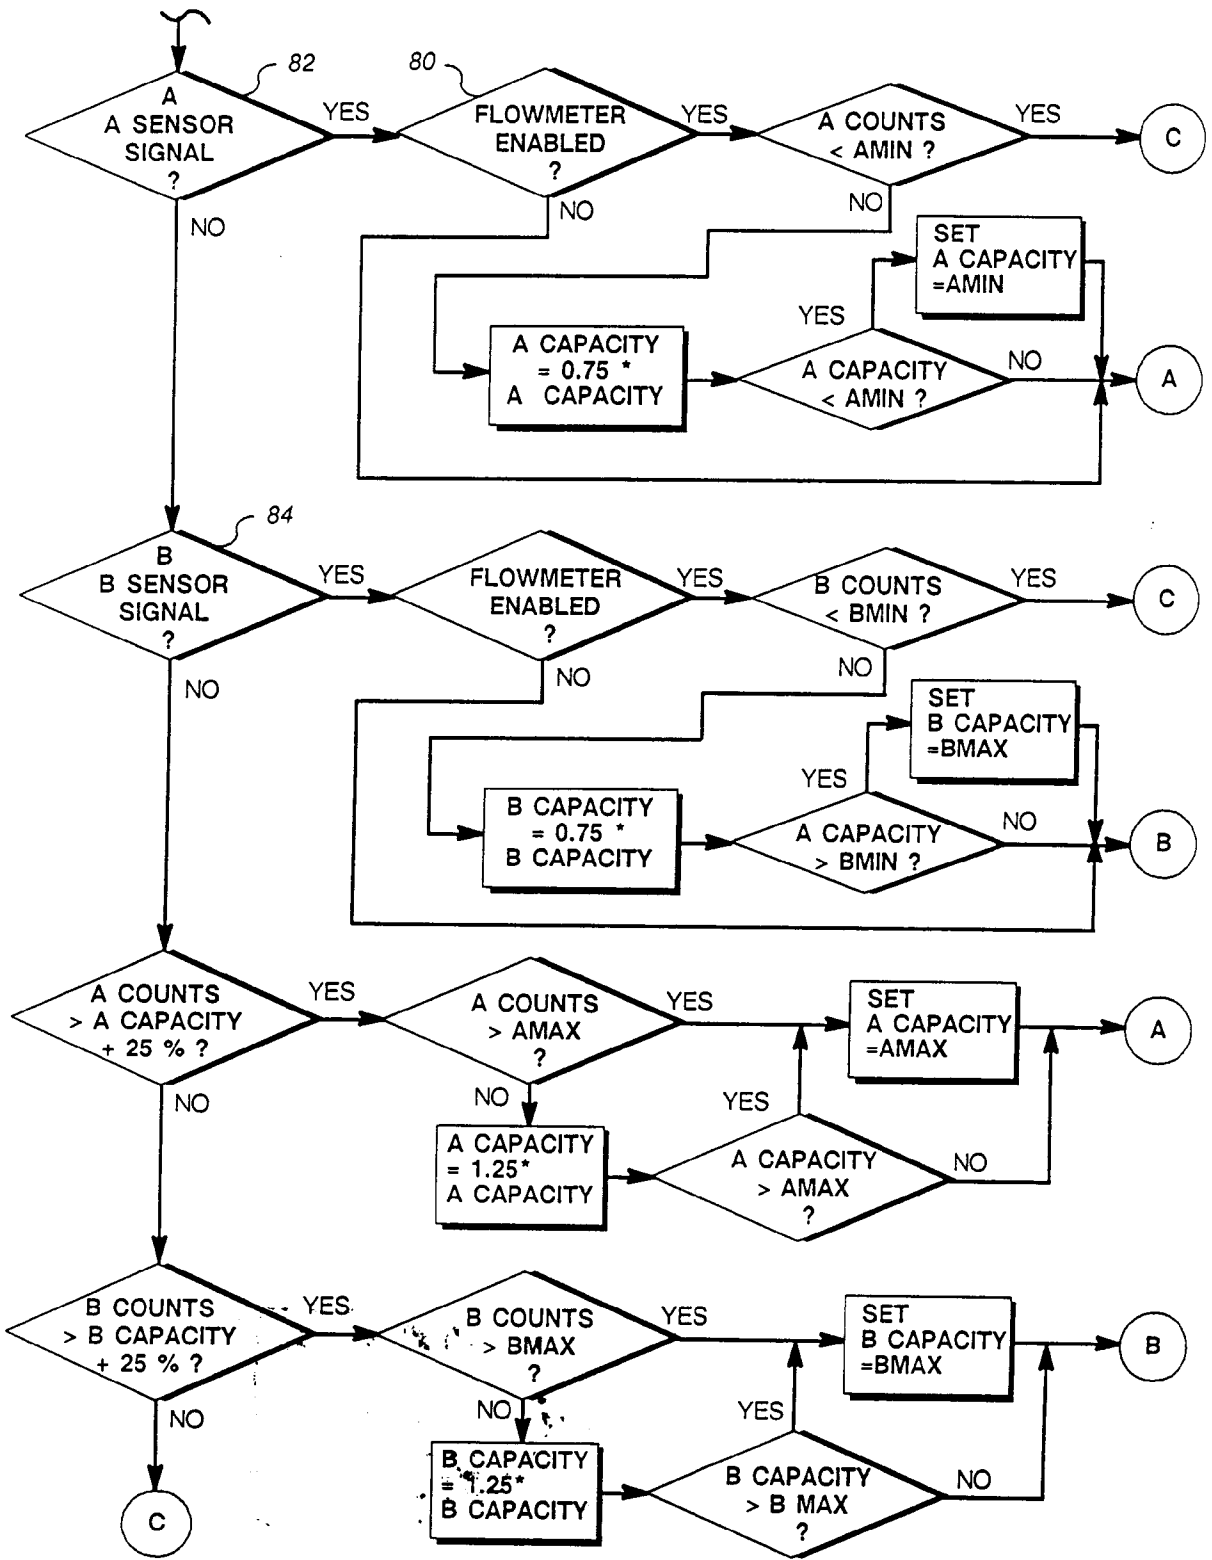 82
80
A
A SENSOR
SIGNAL
?
YES
FLOWMETER
ENABLED
?
YES
A COUNTS
< AMIN ?
YES
C
NO
NO
NO
SET
A CAPACITY
=AMIN
YES
A CAPACITY
= 0.75 *
A CAPACITY
A CAPACITY
< AMIN ?
NO
A
84
B
B SENSOR
SIGNAL
?
YES
FLOWMETER
ENABLED
?
YES
B COUNTS
< BMIN ?
YES
C
NO
NO
NO
SET
B CAPACITY
=BMAX
YES
B CAPACITY
= 0.75 *
B CAPACITY
A CAPACITY
> BMIN ?
NO
B
A COUNTS
> A CAPACITY
+ 25 % ?
YES
A COUNTS
> AMAX
?
YES
SET
A CAPACITY
=AMAX
A
NO
NO
YES
A CAPACITY
= 1.25*
A CAPACITY
A CAPACITY
> AMAX
?
NO
B COUNTS
> B CAPACITY
+ 25 % ?
YES
B COUNTS
> BMAX
?
YES
SET
B CAPACITY
=BMAX
B
NO
NO
YES
B CAPACITY
= 1.25*
B CAPACITY
B CAPACITY
> B MAX
?
NO
C